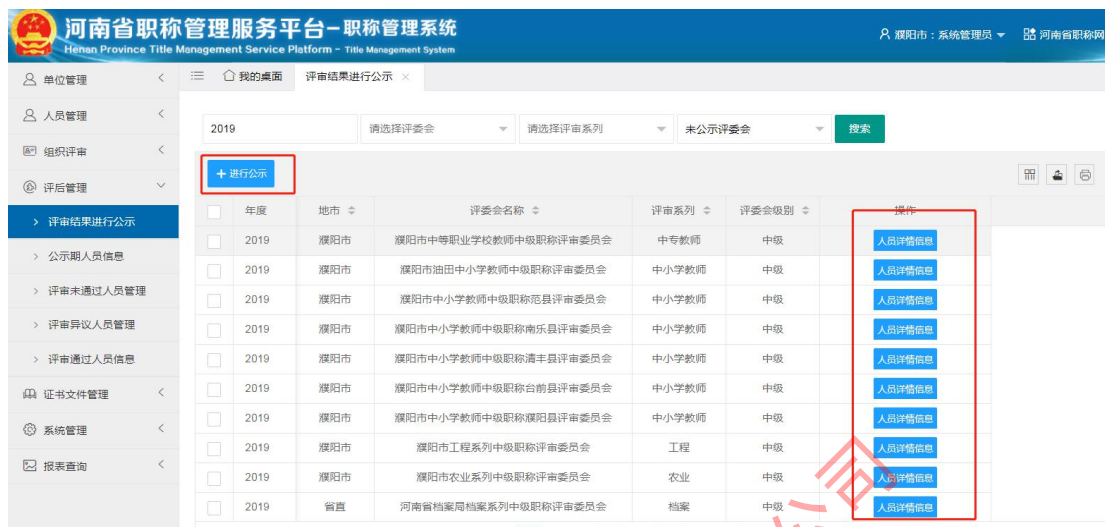 河南省职称管理服务平台-职称管理系统
Henan Province Title Management Service Platform - Title Management System
濮阳市：系统管理员 河南省职称网
单位管理
人员管理
组织评审
评后管理
评审结果进行公示
公示期人员信息
评审未通过人员管理
评审异议人员管理
评审通过人员信息
证书文件管理
系统管理
报表查询
我的桌面 评审结果进行公示 ×
2019 请选择评委会 请选择评审系列 未公示评委会 搜索
+ 进行公示
年度 地市 评委会名称 评审系列 评委会级别 操作
2019 濮阳市 濮阳市中等职业学校教师中级职称评审委员会 中专教师 中级 人员详情信息
2019 濮阳市 濮阳市油田中小学教师中级职称评审委员会 中小学教师 中级 人员详情信息
2019 濮阳市 濮阳市中小学教师中级职称范县评审委员会 中小学教师 中级 人员详情信息
2019 濮阳市 濮阳市中小学教师中级职称南乐县评审委员会 中小学教师 中级 人员详情信息
2019 濮阳市 濮阳市中小学教师中级职称清丰县评审委员会 中小学教师 中级 人员详情信息
2019 濮阳市 濮阳市中小学教师中级职称台前县评审委员会 中小学教师 中级 人员详情信息
2019 濮阳市 濮阳市中小学教师中级职称濮阳县评审委员会 中小学教师 中级 人员详情信息
2019 濮阳市 濮阳市工程系列中级职称评审委员会 工程 中级 人员详情信息
2019 濮阳市 濮阳市农业系列中级职称评审委员会 农业 中级 人员详情信息
2019 省直 河南省档案局档案系列中级职称评审委员会 档案 中级 人员详情信息